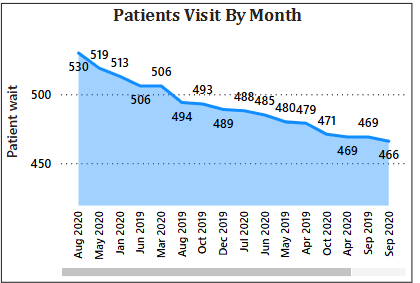 Patients Visit By Month
Patient wait
500
450
530
519
513
506
506
494
493
489
488
485
480
479
471
469
469
466
Aug 2020
May 2020
Jan 2020
Jun 2019
Mar 2020
Aug 2019
Oct 2019
Dec 2019
Jul 2019
Jun 2020
May 2019
Apr 2019
Oct 2020
Apr 2020
Sep 2019
Sep 2020